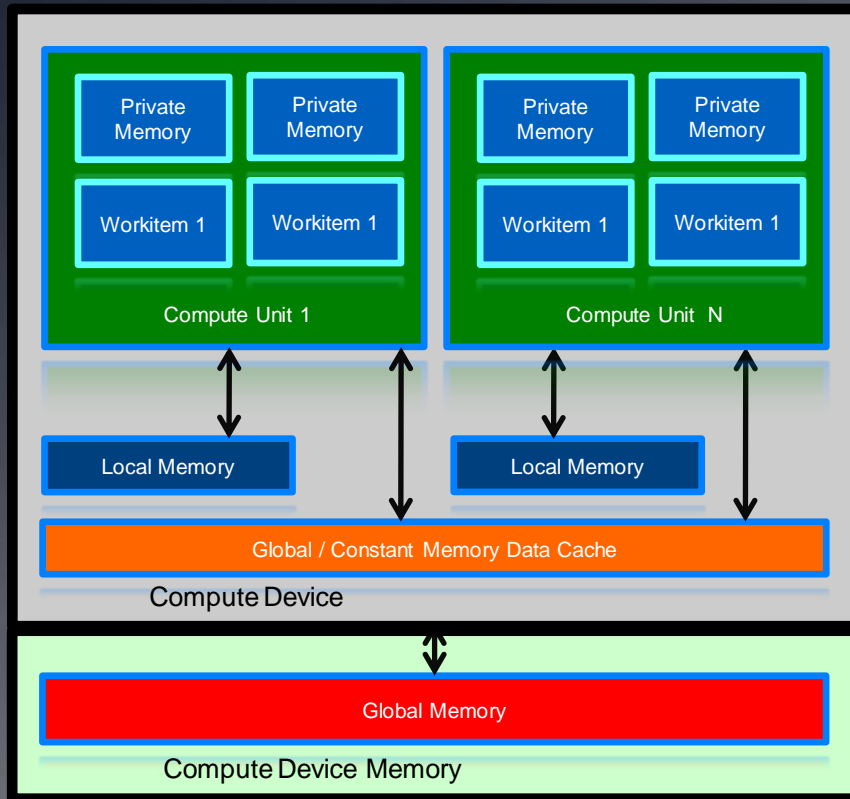 Private
Memory
Private
Memory
Private
Memory
Private
Memory
Workitem 1
Workitem 1
Workitem 1
Workitem 1
Compute Unit 1
Compute Unit N
Local Memory
Local Memory
Global / Constant Memory Data Cache
Compute Device
Global Memory
Compute Device Memory